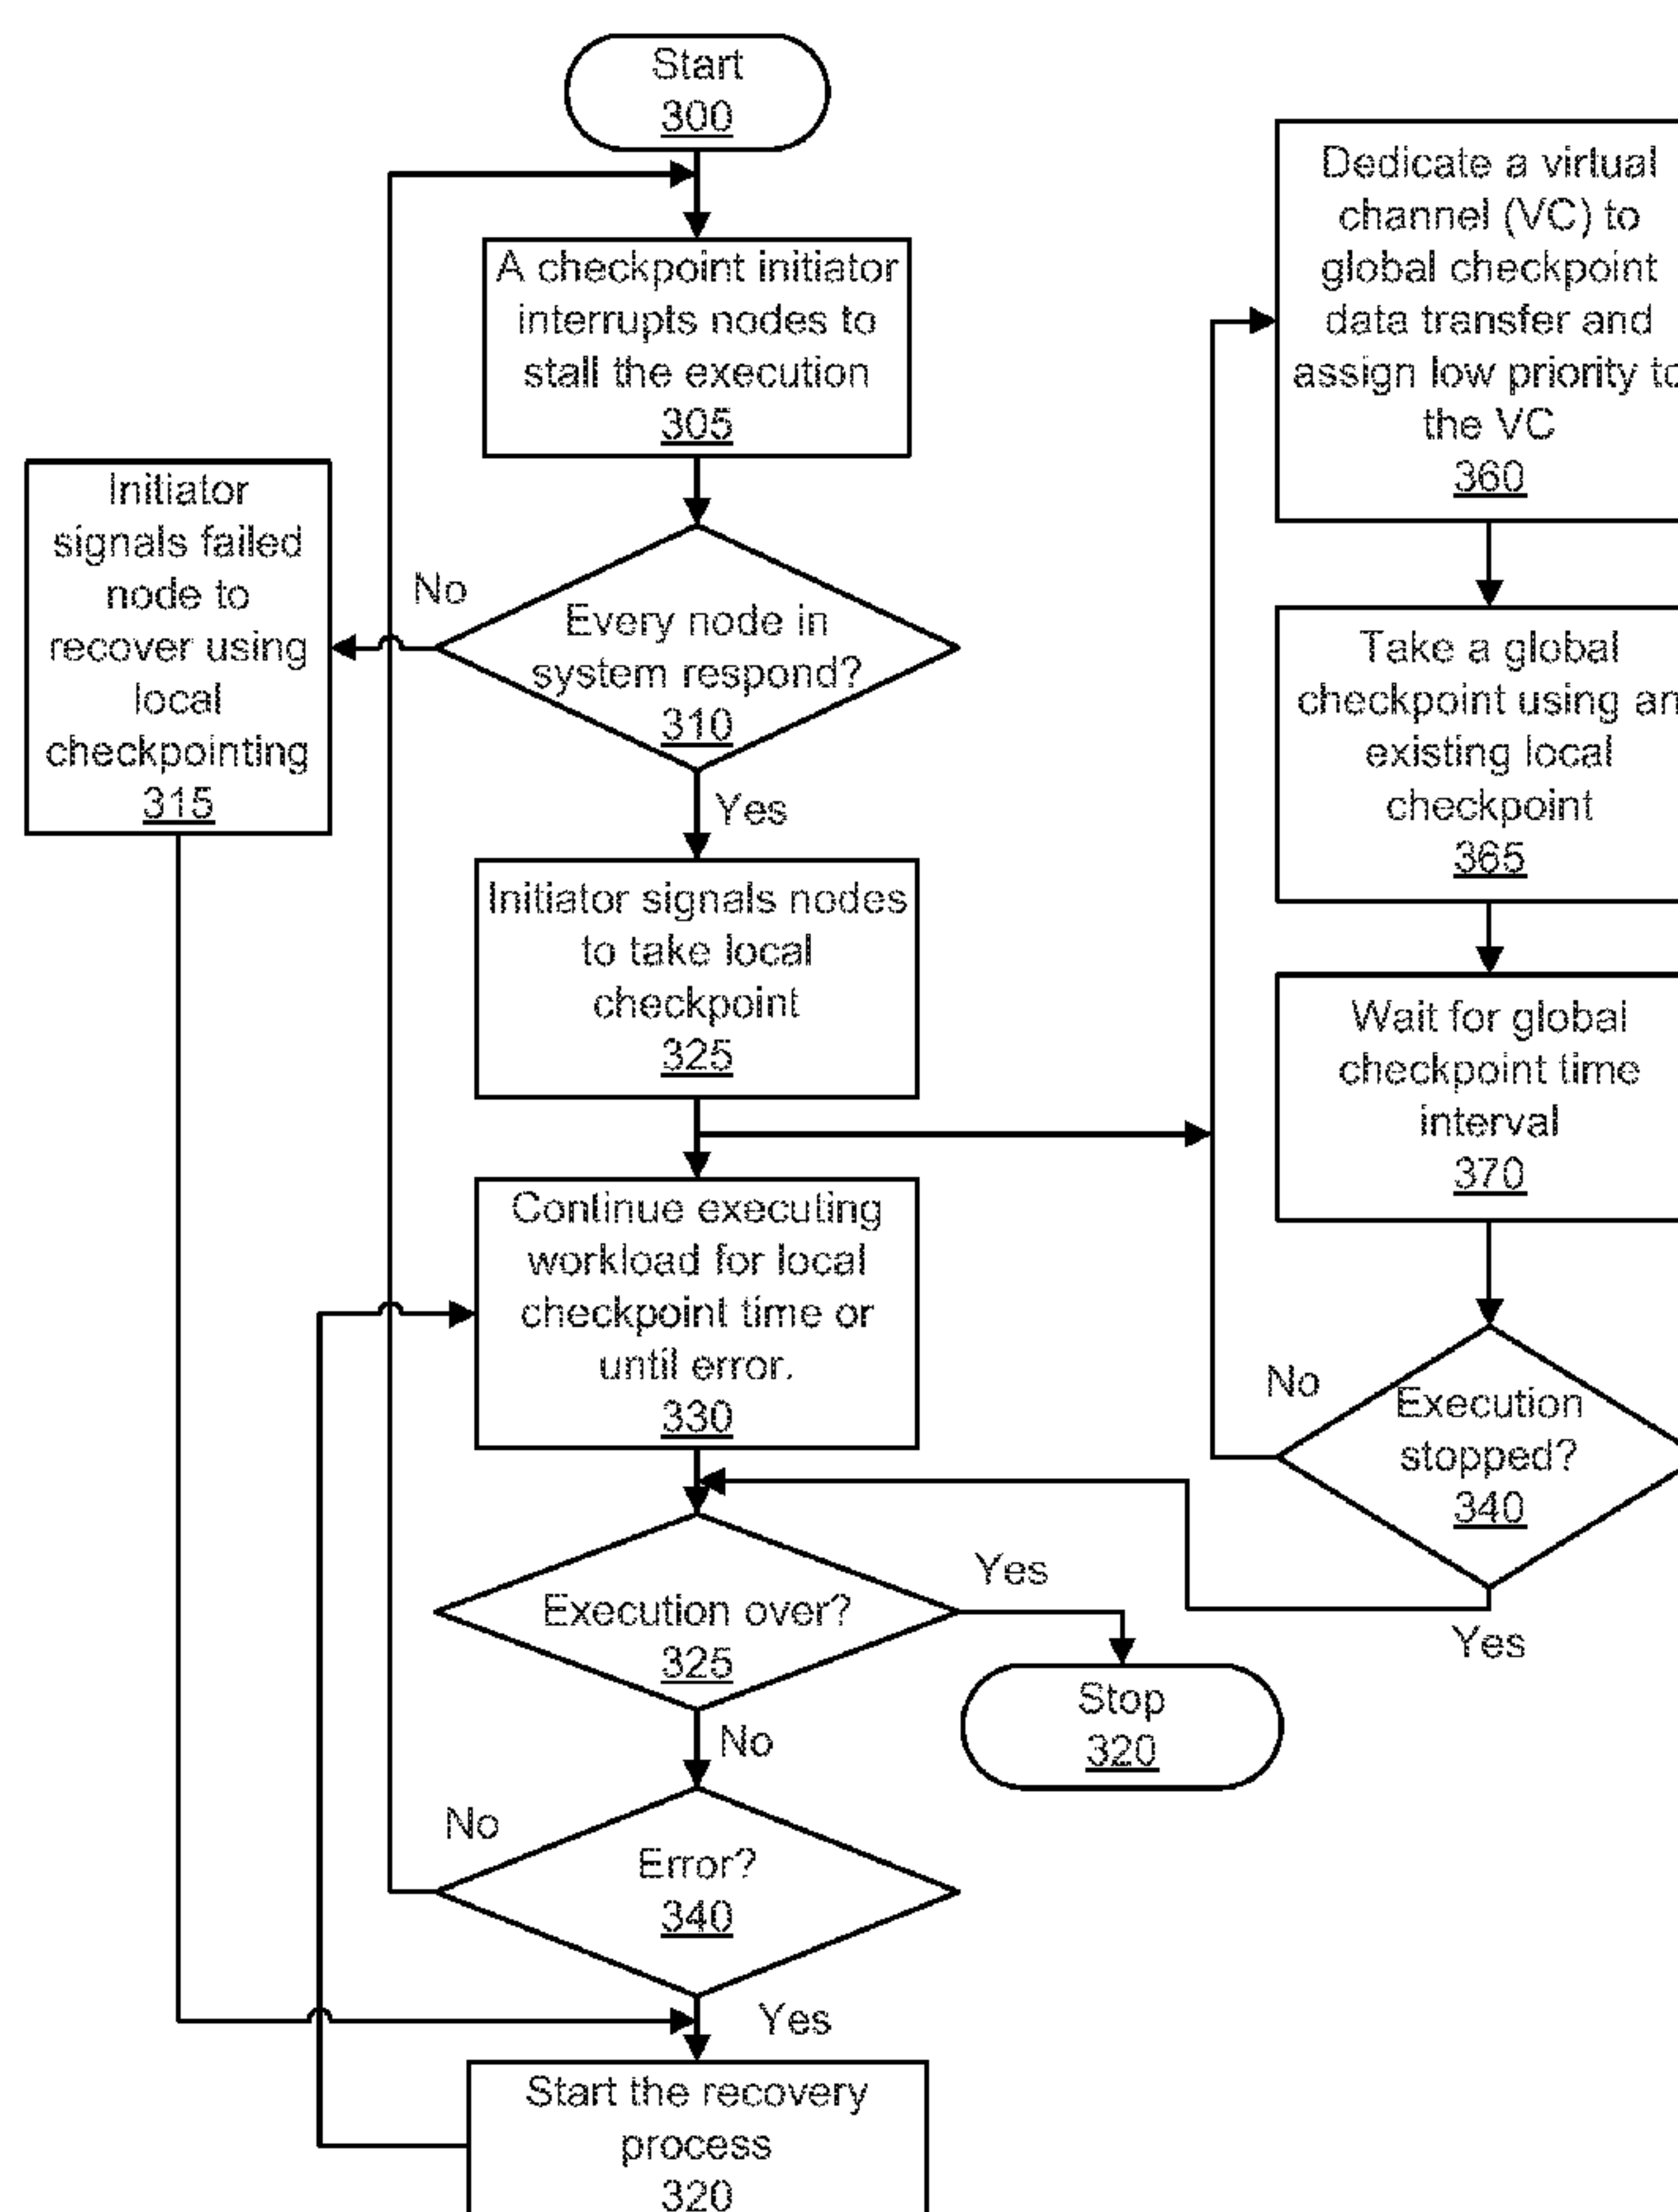 Start
300
A checkpoint initiator
interrupts nodes to
stall the execution
305
Every node in
system respond?
310
No
Yes
Initiator
signals failed
node to
recover using
local
checkpointing
315
Initiator signals nodes
to take local
checkpoint
325
Continue executing
workload for local
checkpoint time or
until error.
330
Execution over?
325
Yes
No
Stop
320
Error?
340
No
Yes
Start the recovery
process
320
Dedicate a virtual
channel (VC) to
global checkpoint
data transfer and
assign low priority to
the VC
360
Take a global
checkpoint using an
existing local
checkpoint
365
Wait for global
checkpoint time
interval
370
Execution
stopped?
340
No
Yes